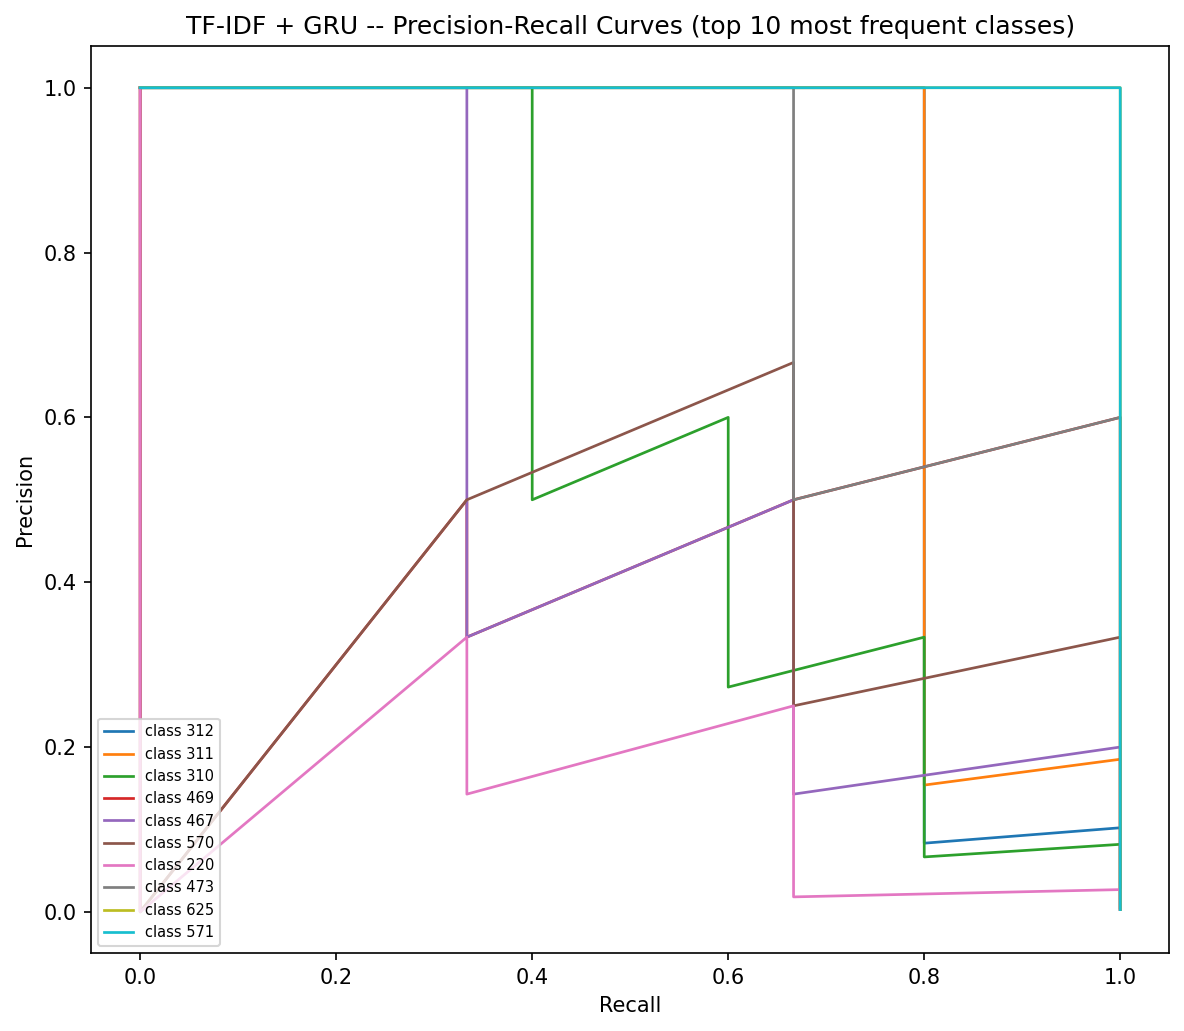 TF-IDF + GRU -- Precision-Recall Curves (top 10 most frequent classes)
1.0
0.8
0.6
0.4
0.2
0.0
Precision
class 312
class 311
class 310
class 469
class 467
class 570
class 220
class 473
class 625
class 571
0.0 0.2 0.4 0.6 0.8 1.0
Recall